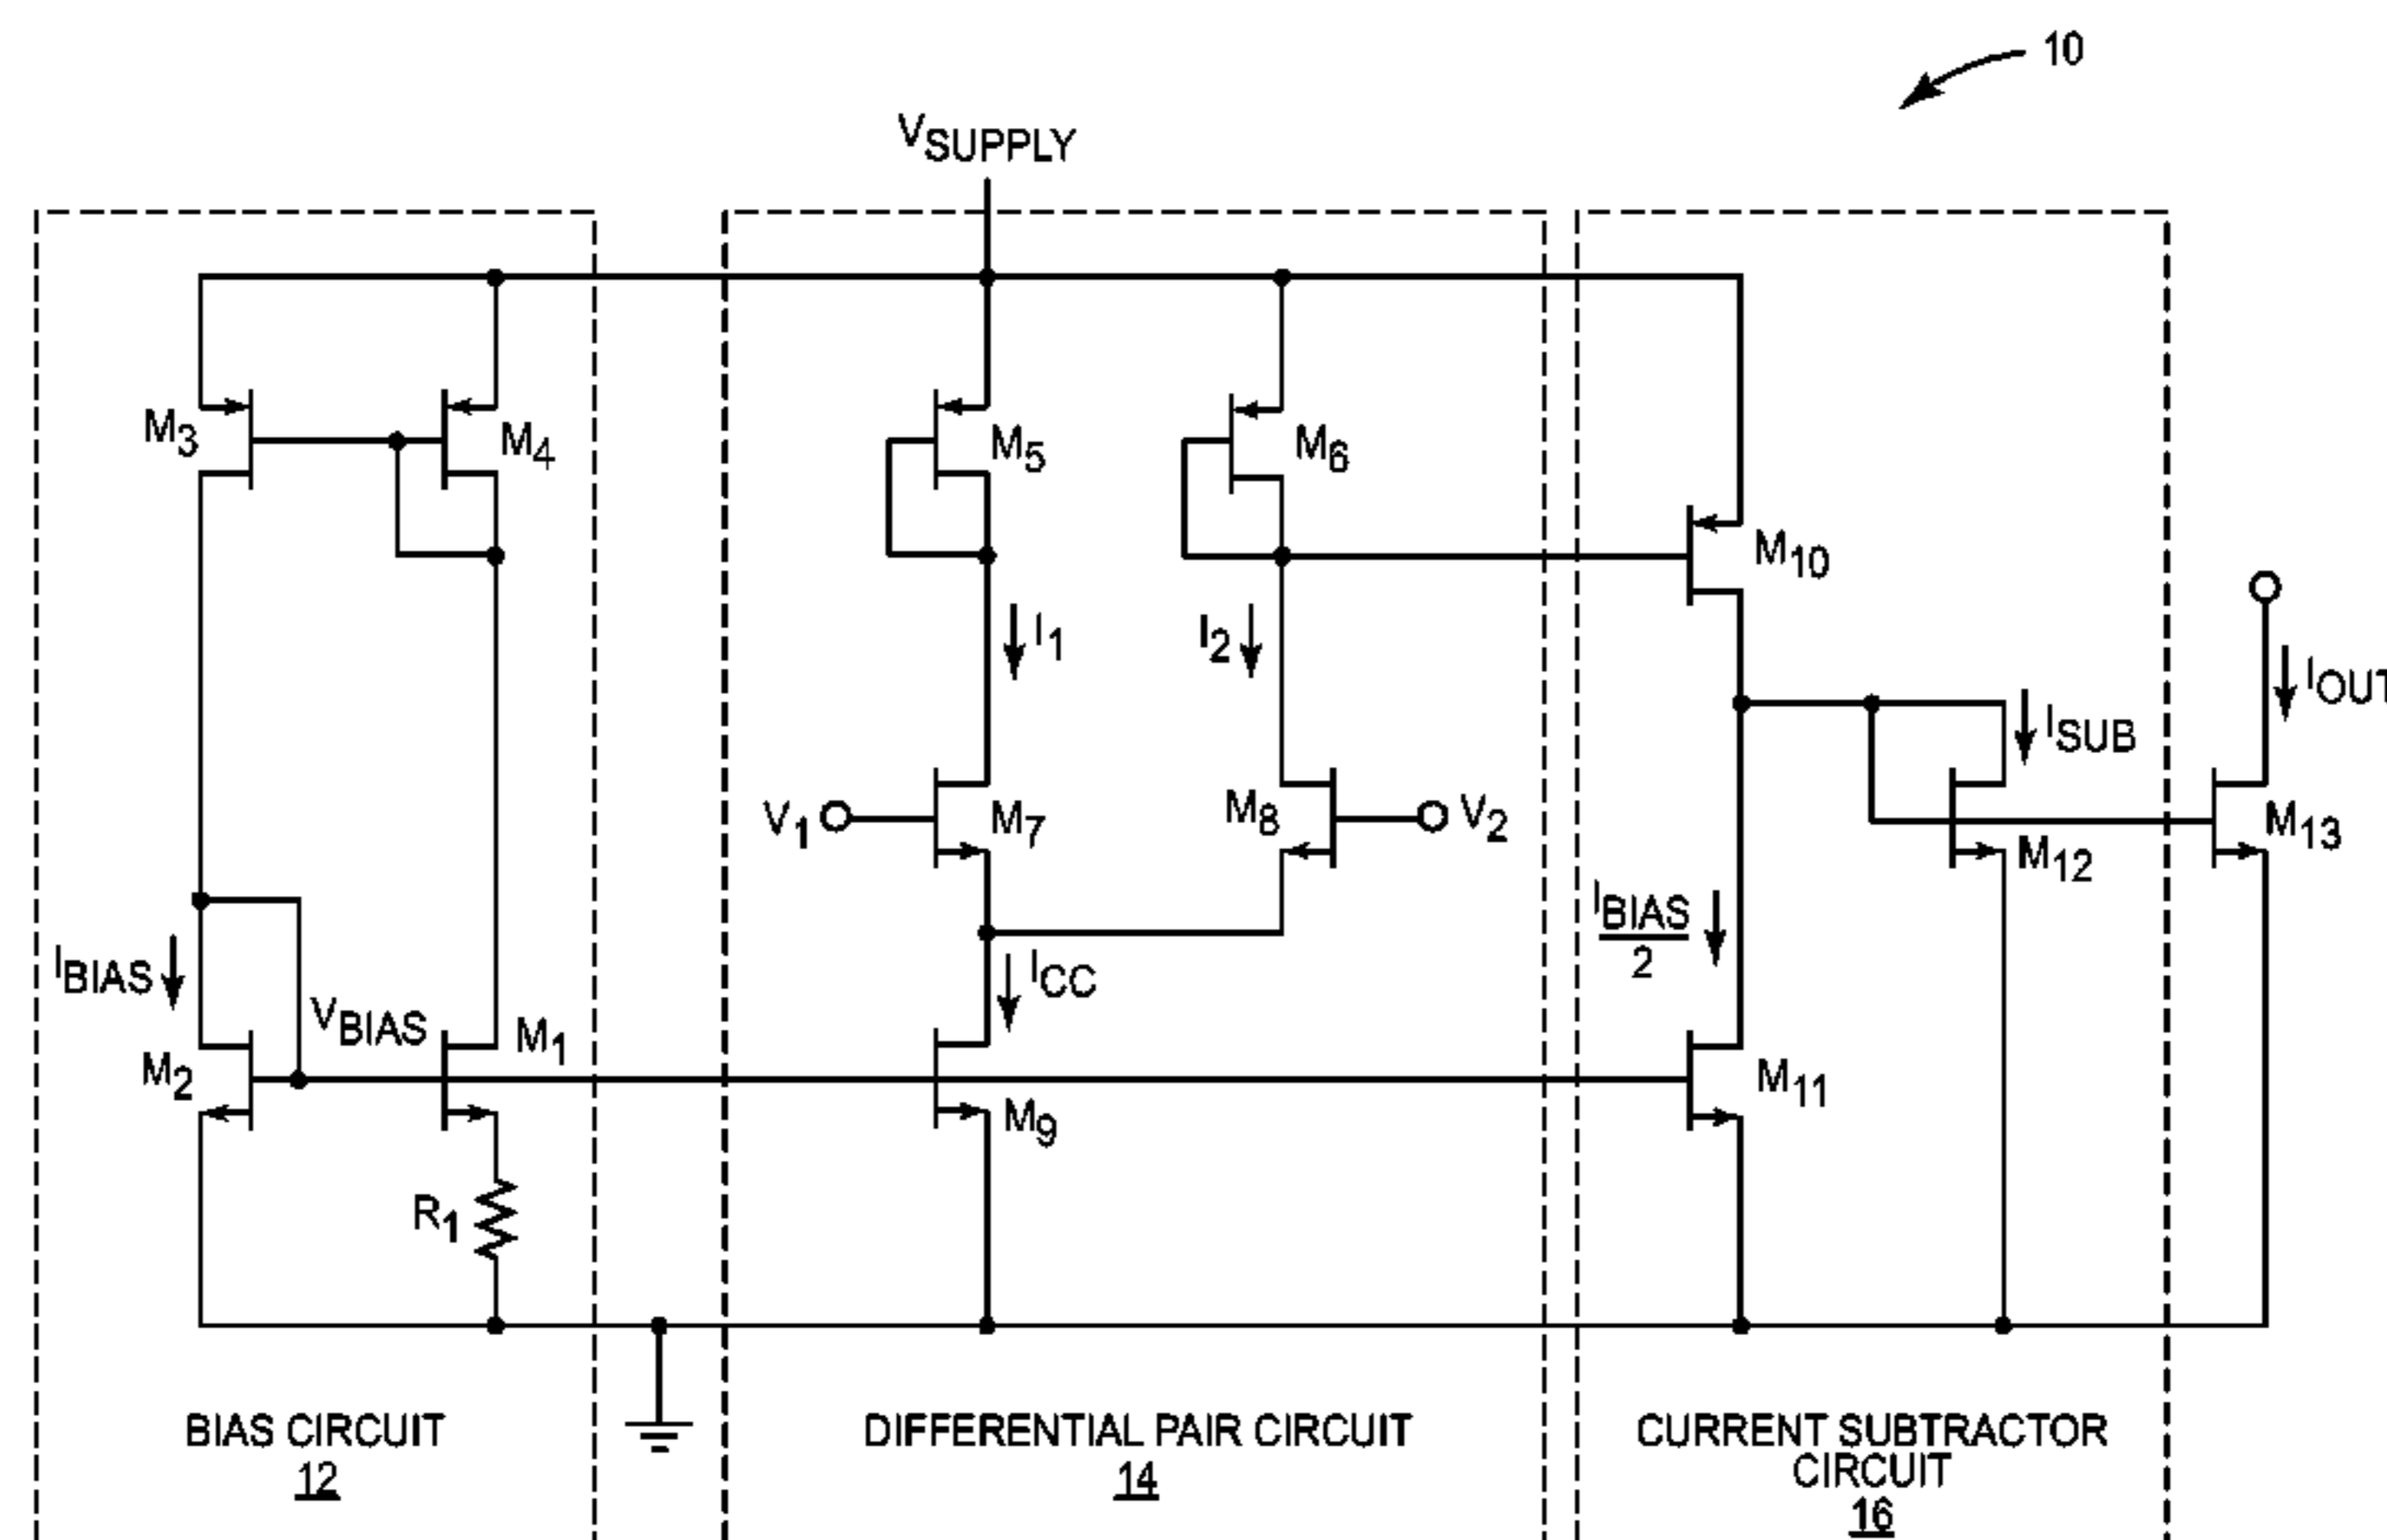 10
VSUPPLY
M3
M4
M5
M6
M10
I1
I2
IOUT
ISUB
V1
M7
M8
V2
M12
M13
IBIAS
VBIAS
M2
M1
ICC
M9
IBIAS
2
M11
R1
BIAS CIRCUIT
12
DIFFERENTIAL PAIR CIRCUIT
14
CURRENT SUBTRACTOR
CIRCUIT
16